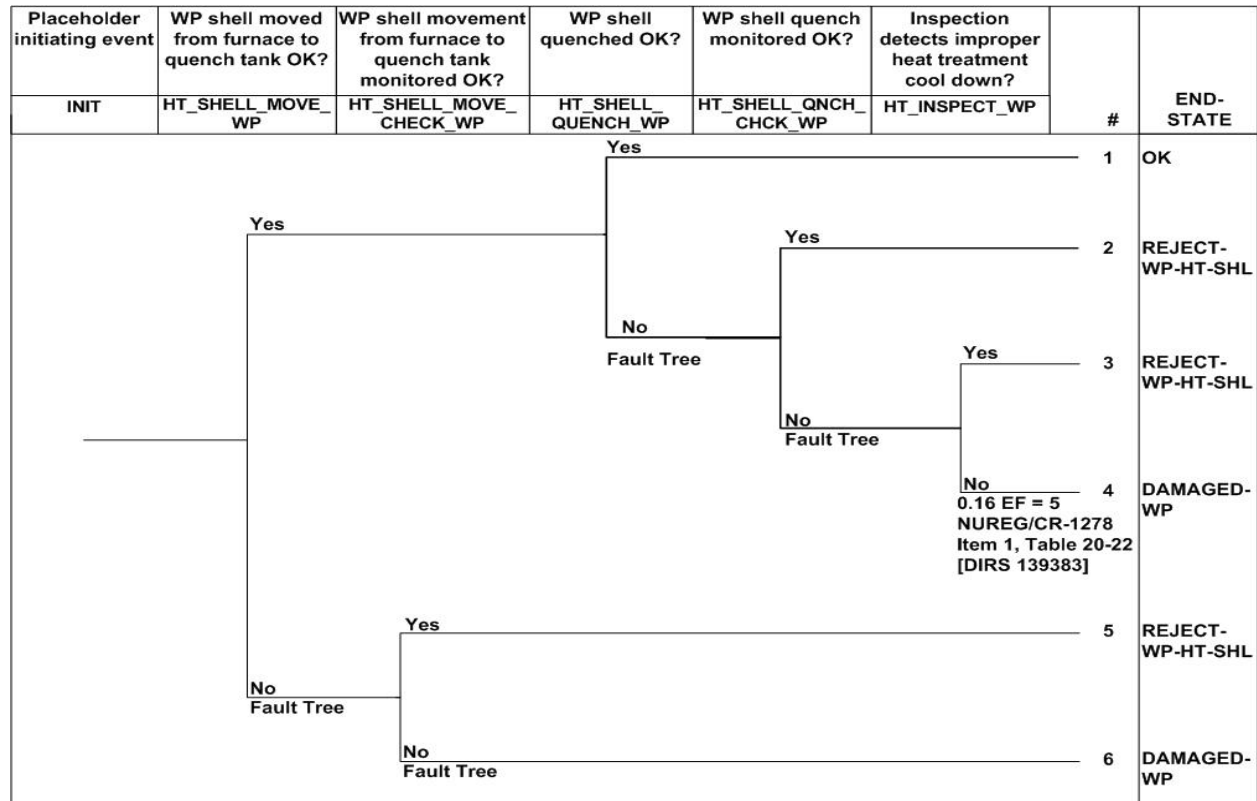 Placeholder
initiating event
WP shell moved
from furnace to
quench tank OK?
WP shell movement
from furnace to
quench tank
monitored OK?
WP shell
quenched OK?
WP shell quench
monitored OK?
Inspection
detects improper
heat treatment
cool down?
INIT
HT_SHELL_MOVE_
WP
HT_SHELL_MOVE_
CHECK_WP
HT_SHELL_
QUENCH_WP
HT_SHELL_QNCH_
CHCK_WP
HT_INSPECT_WP
#
END-
STATE
Yes
1 OK
Yes
Yes
2 REJECT-
WP-HT-SHL
No
Fault Tree
Yes
3 REJECT-
WP-HT-SHL
No
Fault Tree
No
0.16 EF = 5
NUREG/CR-1278
Item 1, Table 20-22
[DIRS 139383]
4 DAMAGED-
WP
Yes
5 REJECT-
WP-HT-SHL
No
Fault Tree
No
Fault Tree
6 DAMAGED-
WP